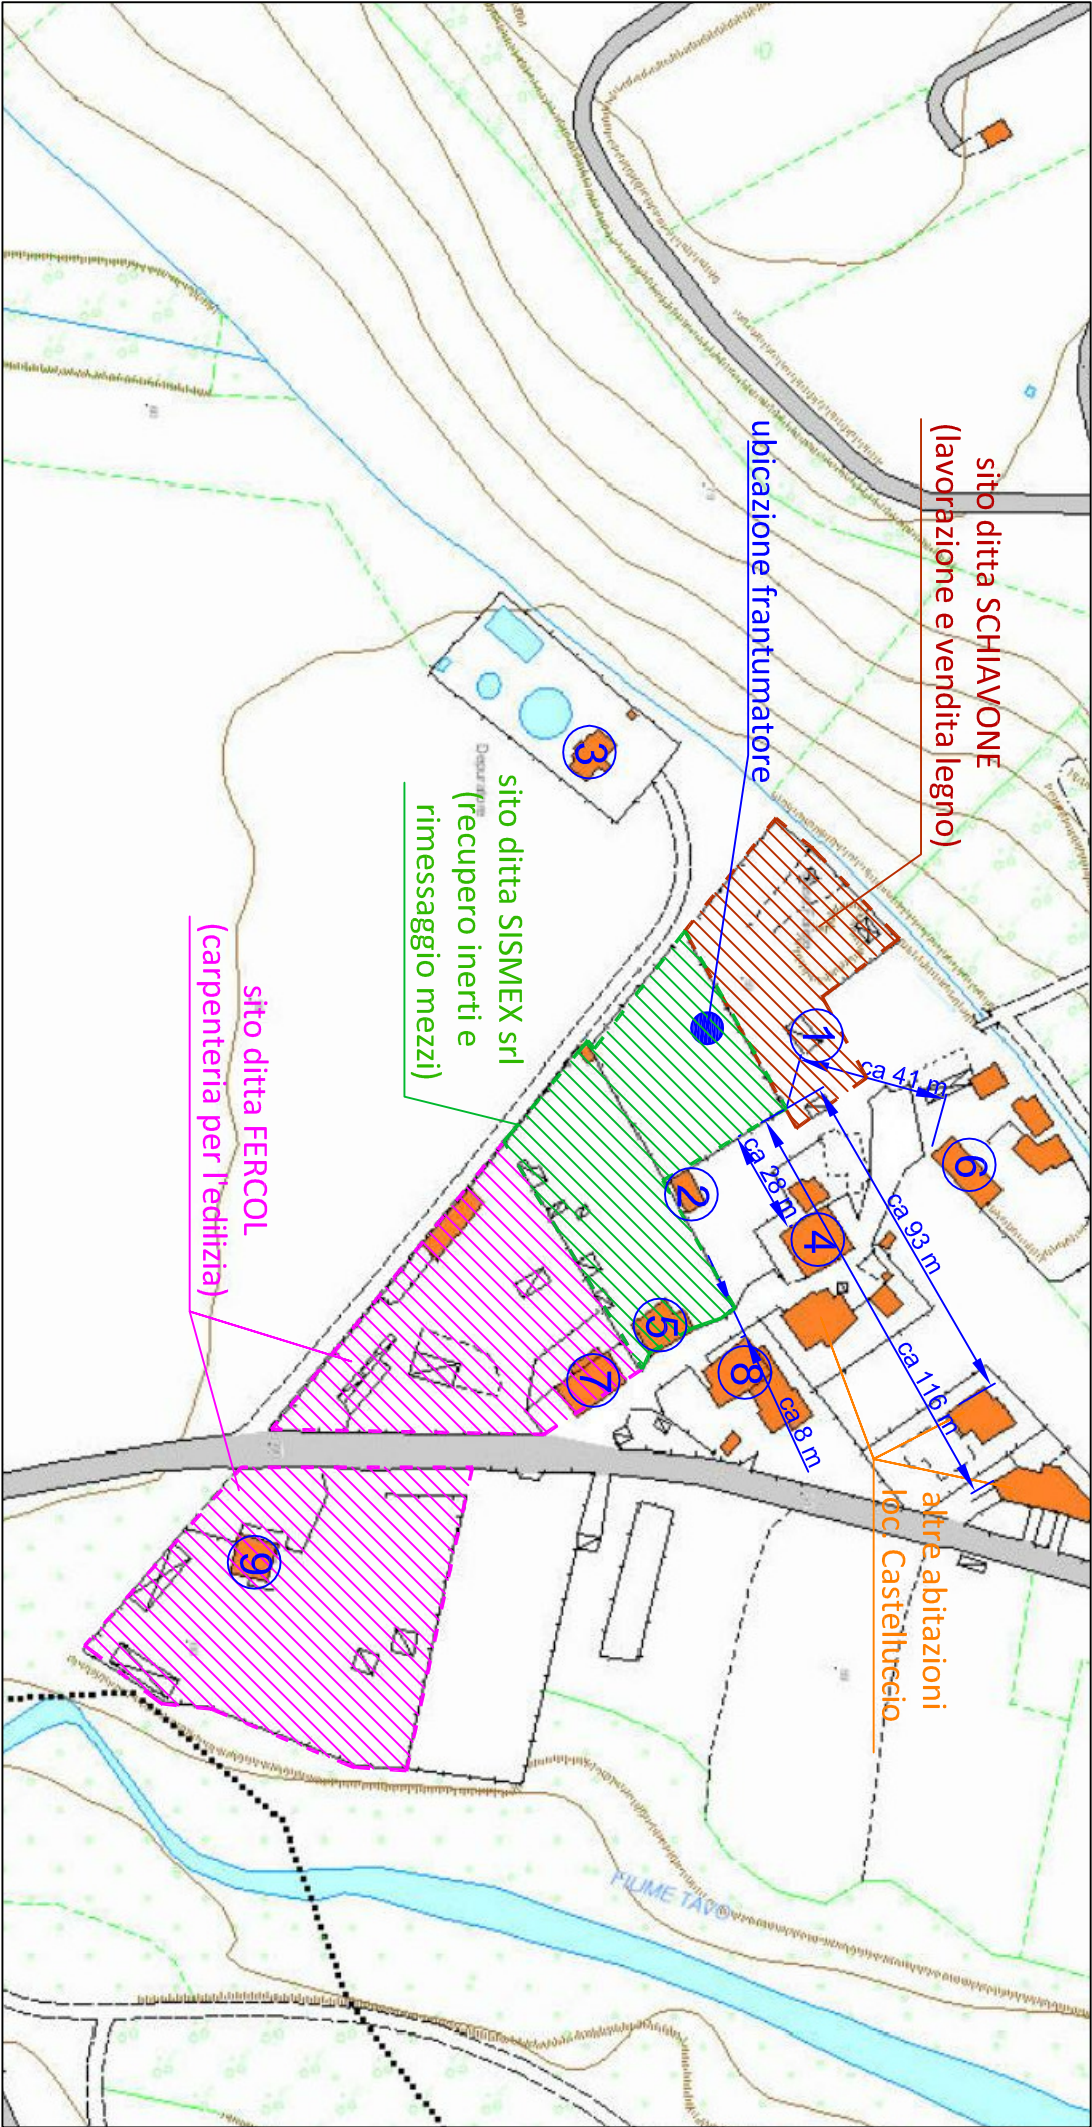 sito ditta SCHIAVONE
(lavorazione e vendita legno)
ubicazione frantumatore
sito ditta SISMEX srl
(recupero inerti e
rimessaggio mezzi)
sito ditta FERCOL
(carpenteria per l'edilizia)
altre abitazioni
loc. Castelluccio
Depuratore
FIUME TAVO
1
2
3
4
5
6
7
8
9
ca 41 m
ca 28 m
ca 93 m
ca 116 m
ca 8 m